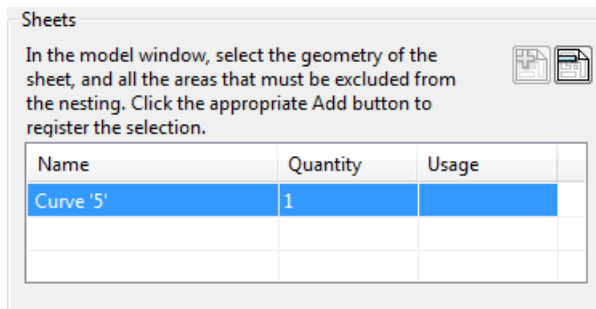 Sheets
In the model window, select the geometry of the
sheet, and all the areas that must be excluded from
the nesting. Click the appropriate Add button to
register the selection.
Name Quantity Usage
Curve '5' 1